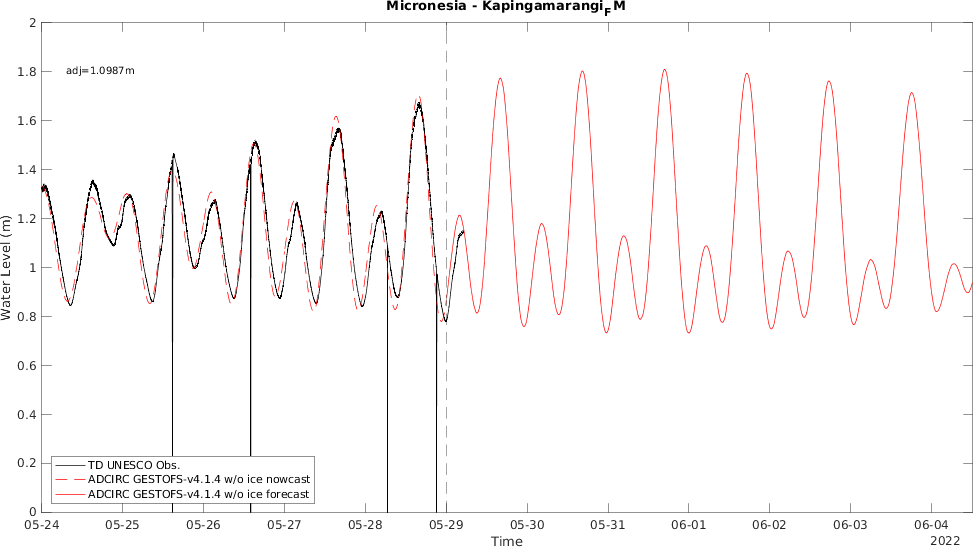 Micronesia - Kapingamarangi_FM
2
1.8
adj=1.0987m
1.6
1.4
1.2
Water Level (m)
1
0.8
0.6
0.4
0.2
0
TD UNESCO Obs.
ADCIRC GESTOFS-v4.1.4 w/o ice nowcast
ADCIRC GESTOFS-v4.1.4 w/o ice forecast
05-24 05-25 05-26 05-27 05-28 05-29 05-30 05-31 06-01 06-02 06-03 06-04
Time
2022